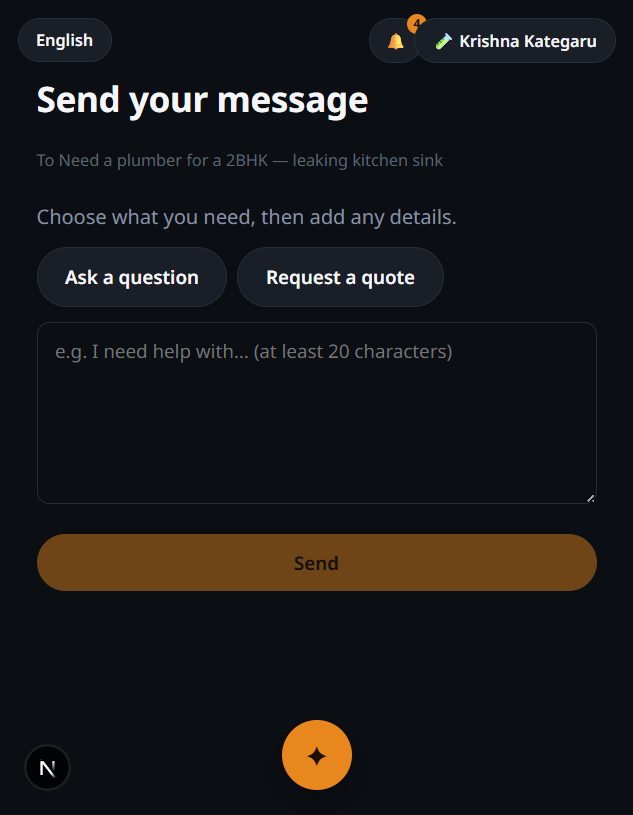 English
4
Krishna Kategaru
Send your message
To Need a plumber for a 2BHK — leaking kitchen sink
Choose what you need, then add any details.
Ask a question
Request a quote
e.g. I need help with... (at least 20 characters)
Send
N